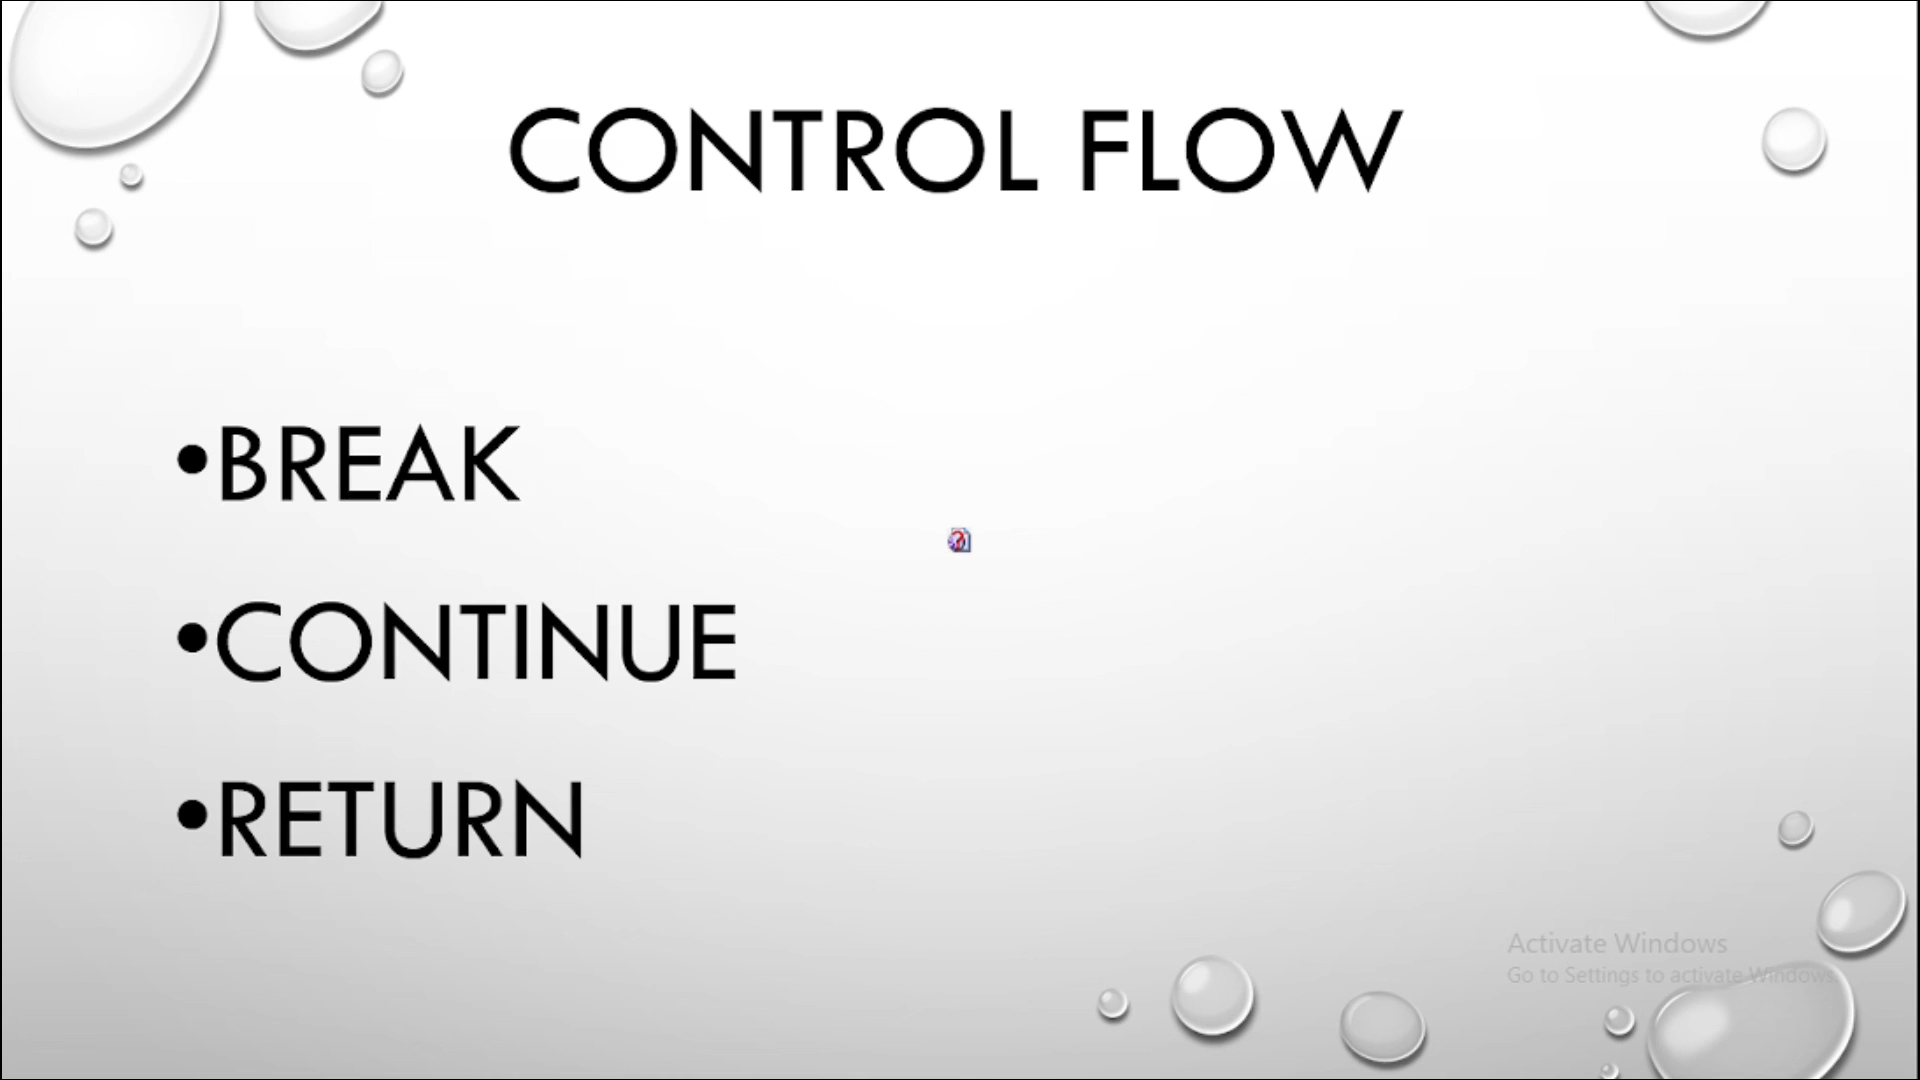 CONTROL FLOW
•BREAK
•CONTINUE
•RETURN
Activate Windows
Go to Settings to activate Windows.